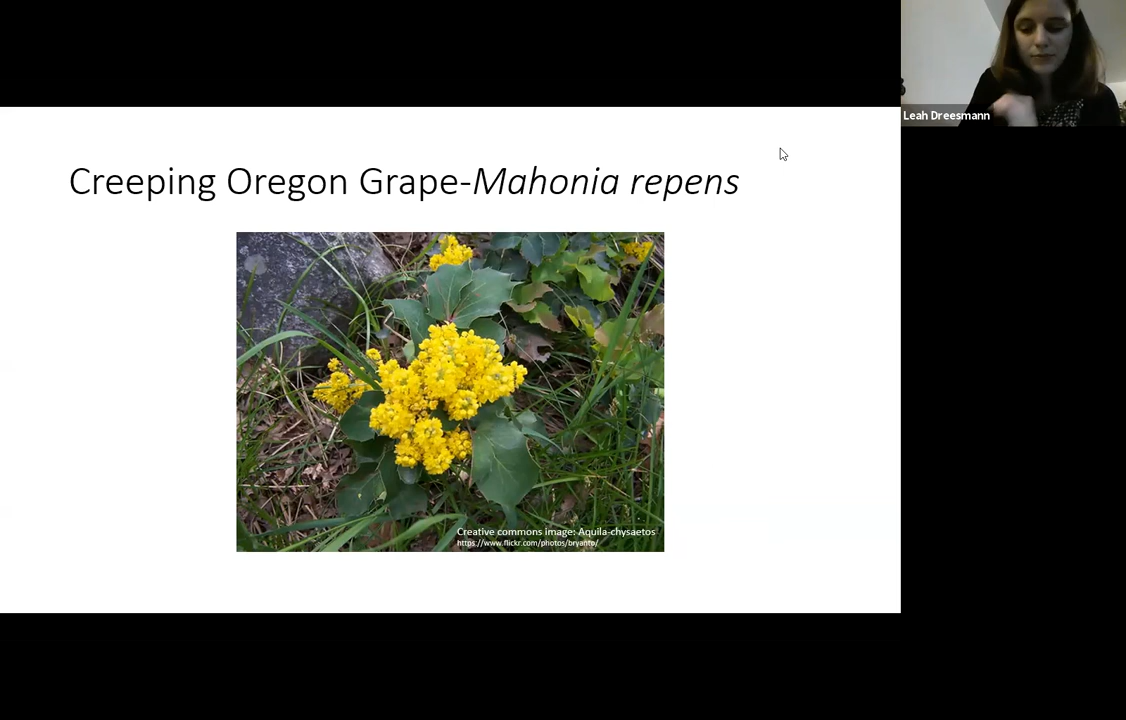 Leah Dreesmann
Creeping Oregon Grape-Mahonia repens
Creative commons image: Aquila-chysaetos
https://www.flickr.com/photos/bryanto/